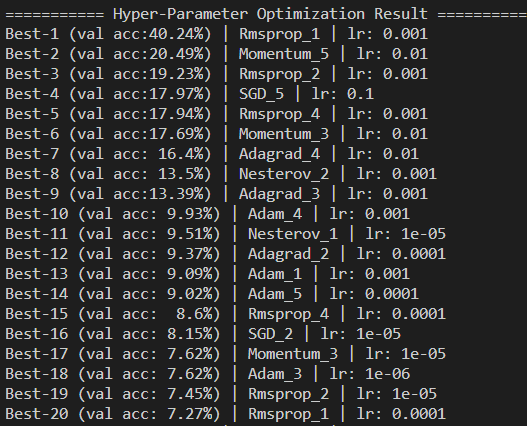 =========== Hyper-Parameter Optimization Result ===========
Best-1 (val acc:40.24%) | Rmsprop_1 | lr: 0.001
Best-2 (val acc:20.49%) | Momentum_5 | lr: 0.01
Best-3 (val acc:19.23%) | Rmsprop_2 | lr: 0.001
Best-4 (val acc:17.97%) | SGD_5 | lr: 0.1
Best-5 (val acc:17.94%) | Rmsprop_4 | lr: 0.001
Best-6 (val acc:17.69%) | Momentum_3 | lr: 0.01
Best-7 (val acc: 16.4%) | Adagrad_4 | lr: 0.01
Best-8 (val acc: 13.5%) | Nesterov_2 | lr: 0.001
Best-9 (val acc:13.39%) | Adagrad_3 | lr: 0.001
Best-10 (val acc: 9.93%) | Adam_4 | lr: 0.001
Best-11 (val acc: 9.51%) | Nesterov_1 | lr: 1e-05
Best-12 (val acc: 9.37%) | Adagrad_2 | lr: 0.0001
Best-13 (val acc: 9.09%) | Adam_1 | lr: 0.001
Best-14 (val acc: 9.02%) | Adam_5 | lr: 0.0001
Best-15 (val acc:  8.6%) | Rmsprop_4 | lr: 0.0001
Best-16 (val acc: 8.15%) | SGD_2 | lr: 1e-05
Best-17 (val acc: 7.62%) | Momentum_3 | lr: 1e-05
Best-18 (val acc: 7.62%) | Adam_3 | lr: 1e-06
Best-19 (val acc: 7.45%) | Rmsprop_2 | lr: 1e-05
Best-20 (val acc: 7.27%) | Rmsprop_1 | lr: 0.0001